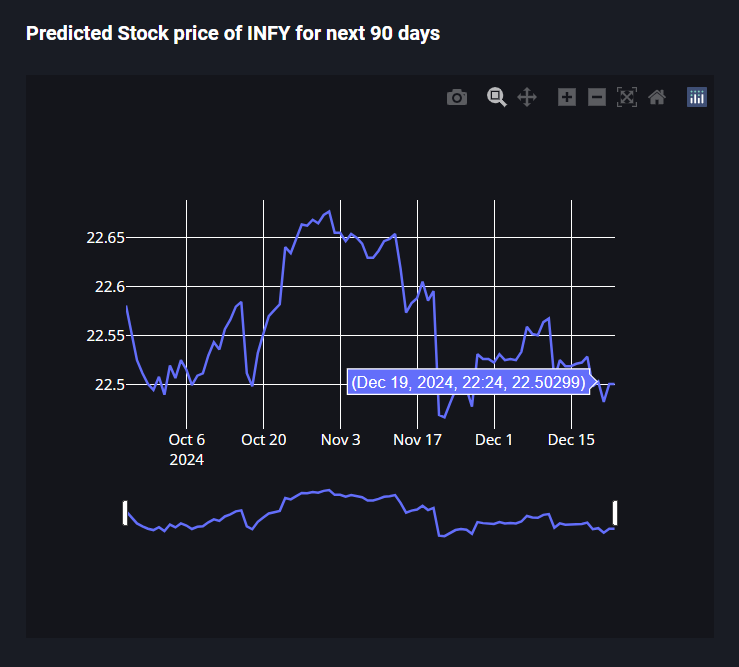 Predicted Stock price of INFY for next 90 days
22.65
22.6
22.55
22.5
(Dec 19, 2024, 22:24, 22.50299)
Oct 6 Oct 20 Nov 3 Nov 17 Dec 1 Dec 15
2024